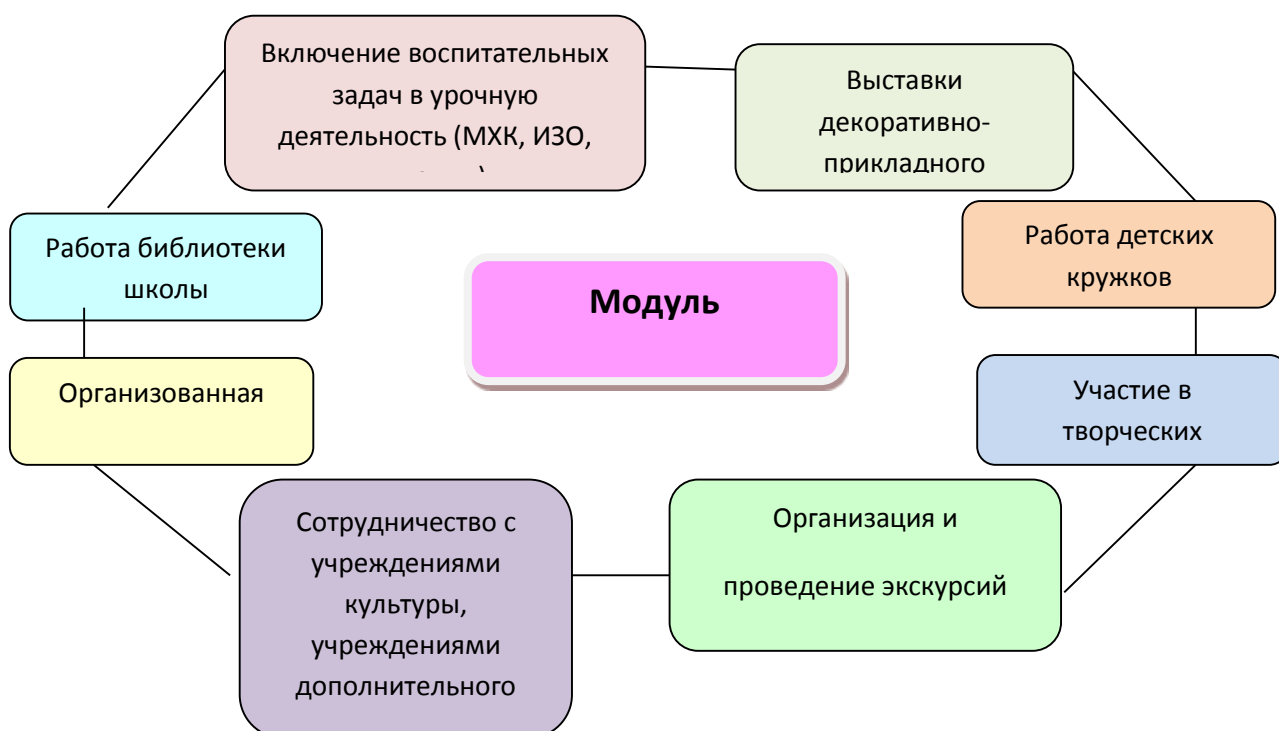 Включение воспитательных
задач в урочную
деятельность (МХК, ИЗО,
Выставки
декоративно-
прикладного
Работа библиотеки
школы
Работа детских
кружков
Модуль
Организованная
Участие в
творческих
Сотрудничество с
учреждениями
культуры,
учреждениями
дополнительного
Организация и
проведение экскурсий